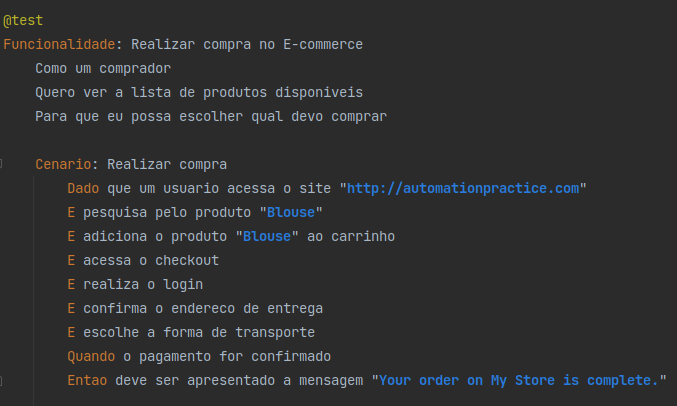 @test
Funcionalidade: Realizar compra no E-commerce
Como um comprador
Quero ver a lista de produtos disponiveis
Para que eu possa escolher qual devo comprar
Cenario: Realizar compra
Dado que um usuario acessa o site "http://automationpractice.com"
E pesquisa pelo produto "Blouse"
E adiciona o produto "Blouse" ao carrinho
E acessa o checkout
E realiza o login
E confirma o endereco de entrega
E escolhe a forma de transporte
Quando o pagamento for confirmado
Entao deve ser apresentado a mensagem "Your order on My Store is complete."